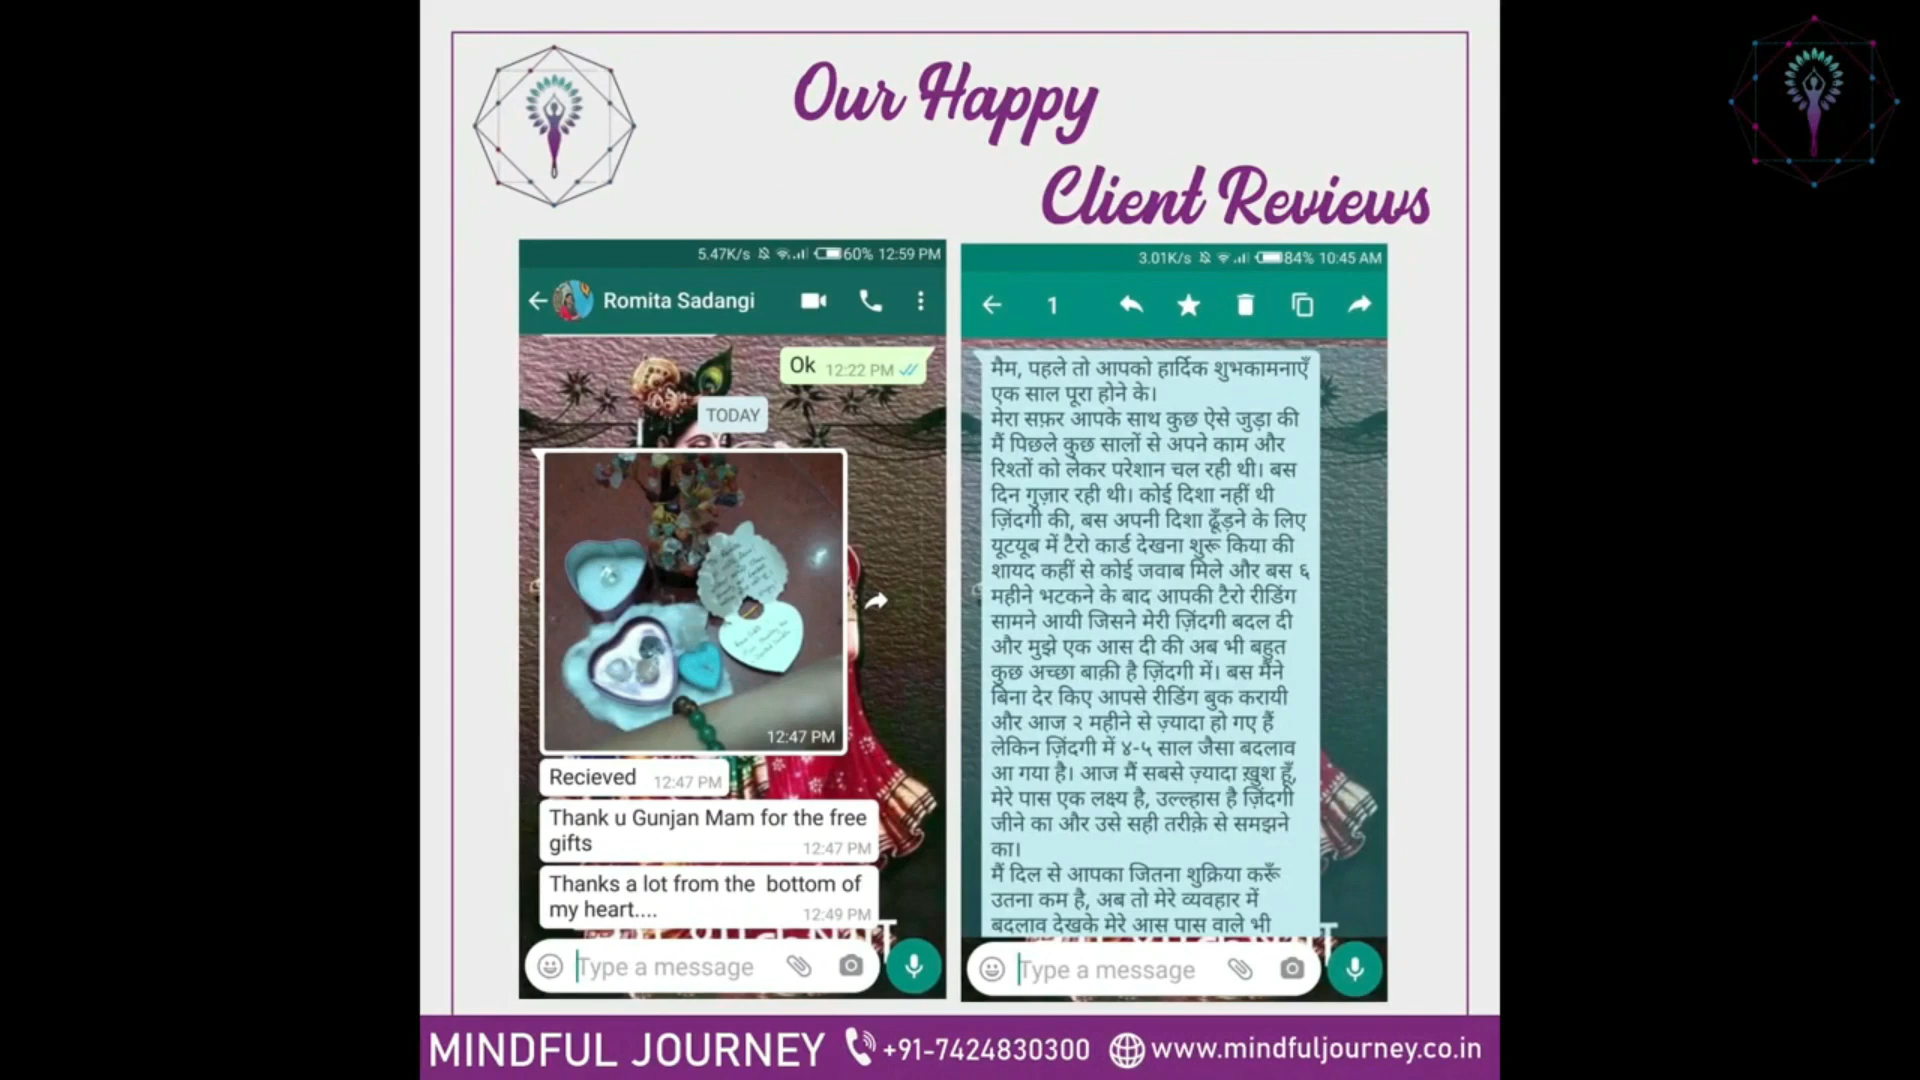 Our Happy
Client Reviews
5.47K/s 60% 12:59 PM
Romita Sadangi
Ok 12:22 PM
TODAY
12:47 PM
Recieved 12:47 PM
Thank u Gunjan Mam for the free
gifts 12:47 PM
Thanks a lot from the bottom of
my heart.... 12:49 PM
Type a message
3.01K/s 84% 10:45 AM
1
मैम, पहले तो आपको हार्दिक शुभकामनाएँ
एक साल पूरा होने के।
मेरा सफ़र आपके साथ कुछ ऐसे जुड़ा की
मैं पिछले कुछ सालों से अपने काम और
रिश्तों को लेकर परेशान चल रही थी। बस
दिन गुज़ार रही थी। कोई दिशा नहीं थी
ज़िंदगी की, बस अपनी दिशा ढूँढ़ने के लिए
यूटयूब में टैरो कार्ड देखना शुरू किया की
शायद कहीं से कोई जवाब मिले और बस ६
महीने भटकने के बाद आपकी टैरो रीडिंग
सामने आयी जिसने मेरी ज़िंदगी बदल दी
और मुझे एक आस दी की अब भी बहुत
कुछ अच्छा बाक़ी है ज़िंदगी में। बस मैंने
बिना देर किए आपसे रीडिंग बुक करायी
और आज २ महीने से ज़्यादा हो गए हैं
लेकिन ज़िंदगी में ४-५ साल जैसा बदलाव
आ गया है। आज मैं सबसे ज़्यादा ख़ुश हूँ,
मेरे पास एक लक्ष्य है, उल्ल्हास है ज़िंदगी
जीने का और उसे सही तरीक़े से समझने
का।
मैं दिल से आपका जितना शुक्रिया करूँ
उतना कम है, अब तो मेरे व्यवहार में
बदलाव देखके मेरे आस पास वाले भी
Type a message
MINDFUL JOURNEY +91-7424830300 www.mindfuljourney.co.in